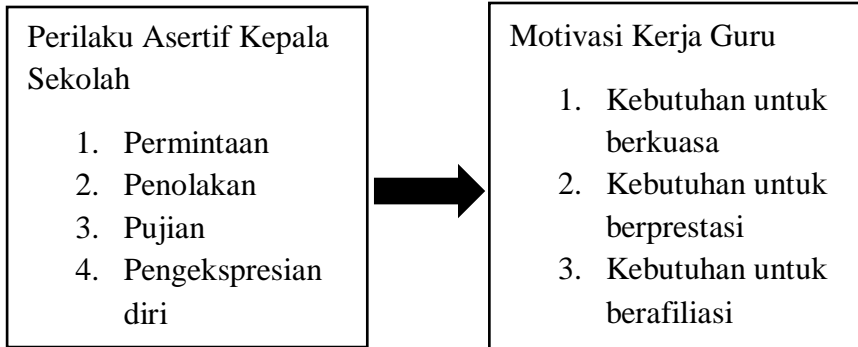 Perilaku Asertif Kepala
Sekolah
1. Permintaan
2. Penolakan
3. Pujian
4. Pengekspresian
diri
Motivasi Kerja Guru
1. Kebutuhan untuk
berkuasa
2. Kebutuhan untuk
berprestasi
3. Kebutuhan untuk
berafiliasi